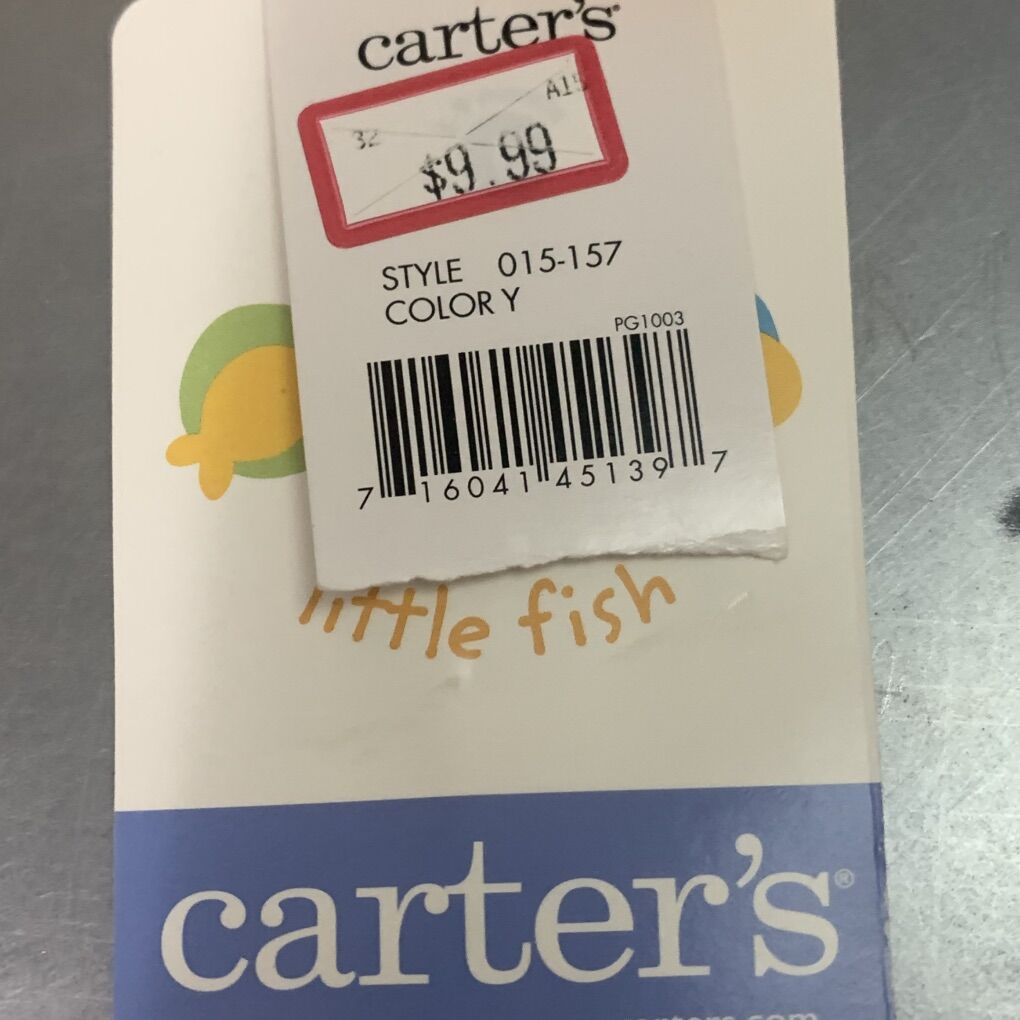 carter's
32 A15
$9.99
STYLE 015-157
COLOR Y
PG1003
7 16041 45139 7
little fish
carter's®